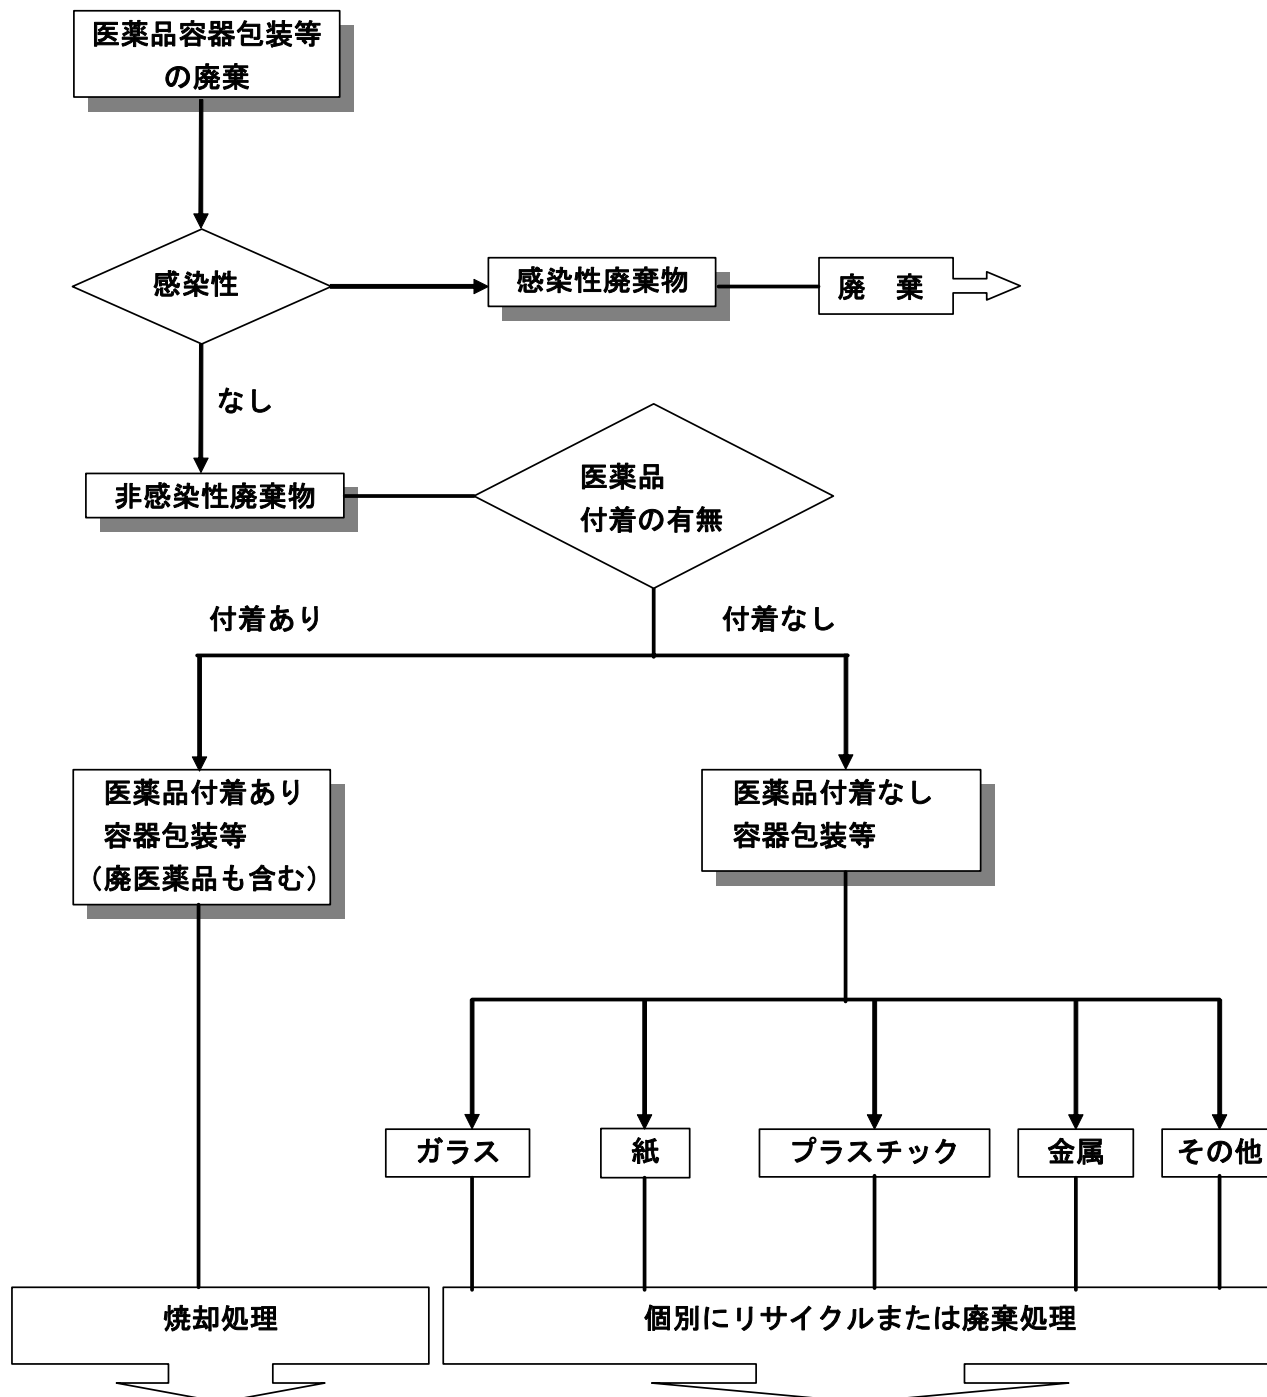 医薬品容器包装等
の廃棄
感染性
感染性廃棄物
廃　棄
なし
非感染性廃棄物
医薬品
付着の有無
付着あり
付着なし
医薬品付着あり
容器包装等
（廃医薬品も含む）
医薬品付着なし
容器包装等
ガラス
紙
プラスチック
金属
その他
焼却処理
個別にリサイクルまたは廃棄処理